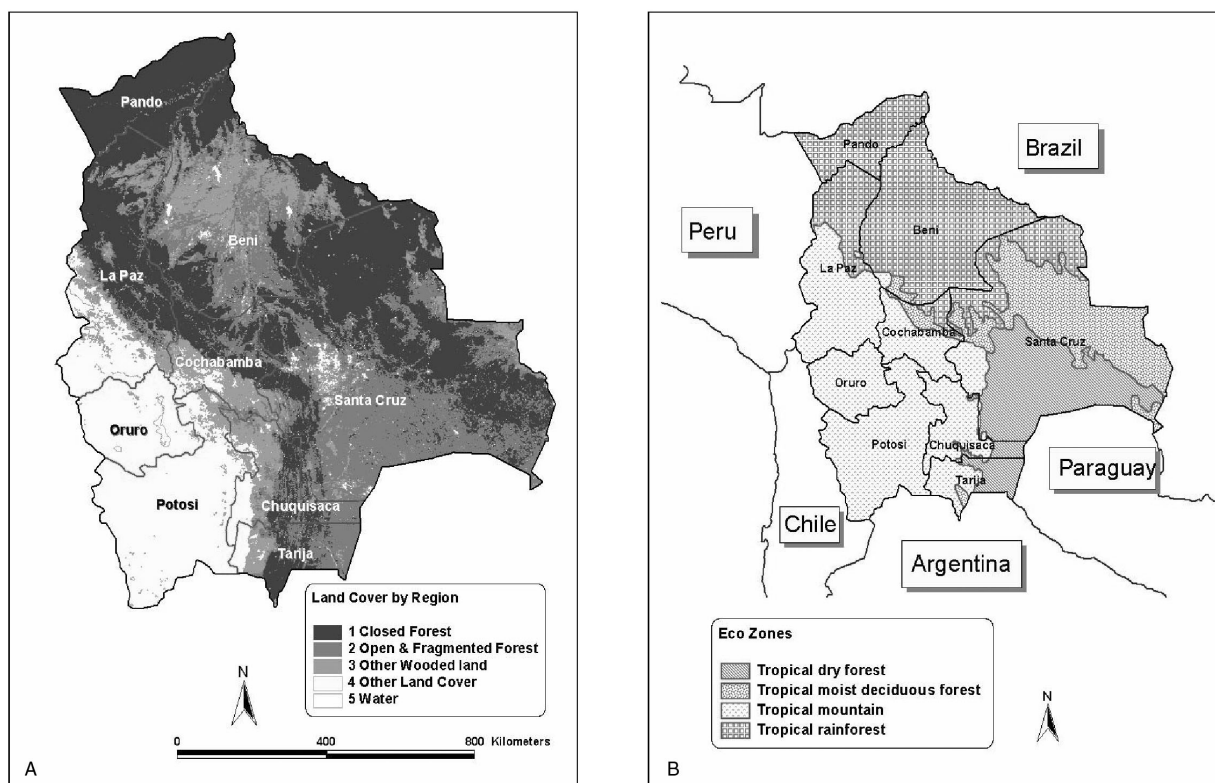 Pando
Beni
La Paz
Cochabamba
Santa Cruz
Oruro
Potosi
Chuquisaca
Tarija
Land Cover by Region
1 Closed Forest
2 Open & Fragmented Forest
3 Other Wooded land
4 Other Land Cover
5 Water
N
0 400 800 Kilometers
A
Brazil
Peru
Pando
Beni
La Paz
Cochabamba
Santa Cruz
Oruro
Potosi
Chuquisaca
Tarija
Paraguay
Chile
Argentina
Eco Zones
Tropical dry forest
Tropical moist deciduous forest
Tropical mountain
Tropical rainforest
N
B